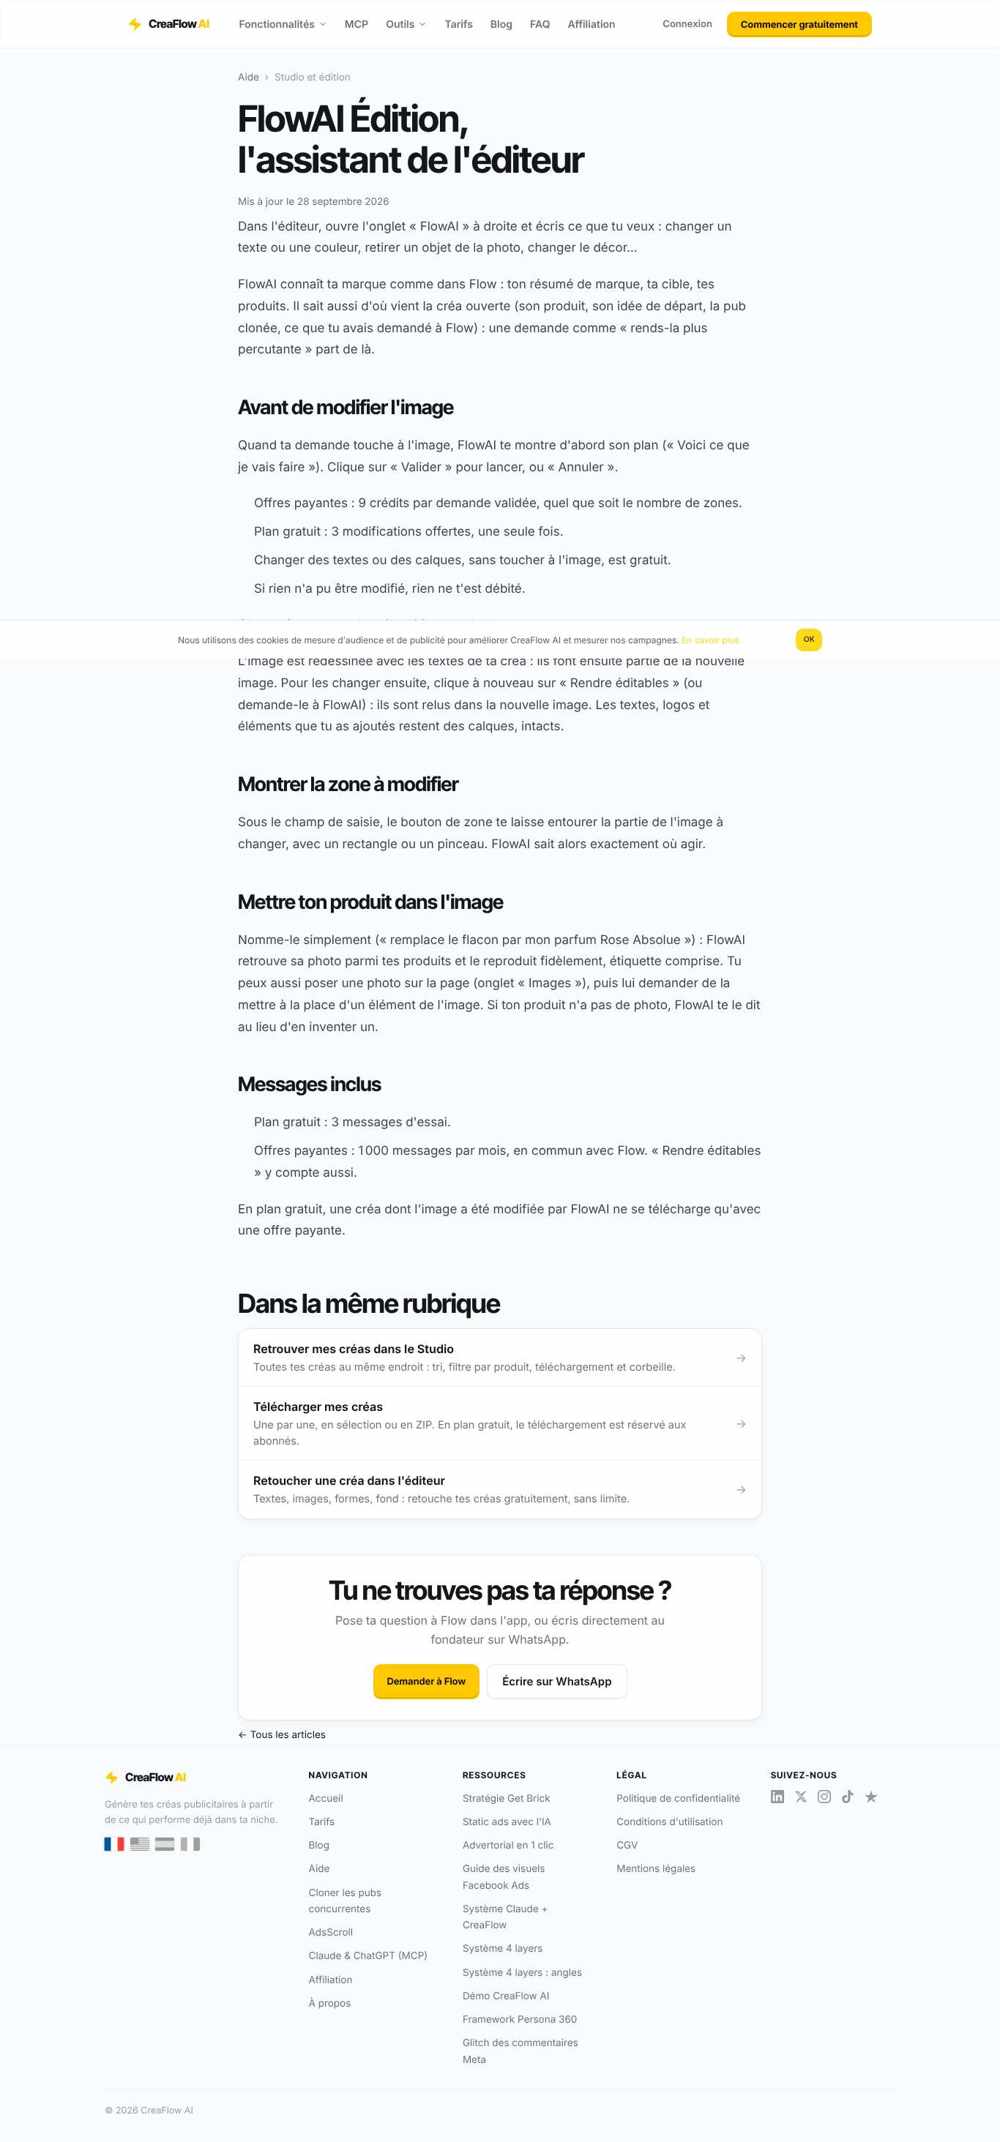 CreaFlow AI
Fonctionnalités
MCP
Outils
Tarifs
Blog
FAQ
Affiliation
Connexion
Commencer gratuitement
Aide › Studio et édition
FlowAI Édition,
l'assistant de l'éditeur
Mis à jour le 28 septembre 2026
Dans l'éditeur, ouvre l'onglet « FlowAI » à droite et écris ce que tu veux : changer un
texte ou une couleur, retirer un objet de la photo, changer le décor...
FlowAI connaît ta marque comme dans Flow : ton résumé de marque, ta cible, tes
produits. Il sait aussi d'où vient la créa ouverte (son produit, son idée de départ, la pub
clonée, ce que tu avais demandé à Flow) : une demande comme « rends-la plus
percutante » part de là.
Avant de modifier l'image
Quand ta demande touche à l'image, FlowAI te montre d'abord son plan (« Voici ce que
je vais faire »). Clique sur « Valider » pour lancer, ou « Annuler ».
Offres payantes : 9 crédits par demande validée, quel que soit le nombre de zones.
Plan gratuit : 3 modifications offertes, une seule fois.
Changer des textes ou des calques, sans toucher à l'image, est gratuit.
Si rien n'a pu être modifié, rien ne t'est débité.
Nous utilisons des cookies de mesure d'audience et de publicité pour améliorer CreaFlow AI et mesurer nos campagnes. En savoir plus
OK
L'image est redessinée avec les textes de ta créa : ils font ensuite partie de la nouvelle
image. Pour les changer ensuite, clique à nouveau sur « Rendre éditables » (ou
demande-le à FlowAI) : ils sont relus dans la nouvelle image. Les textes, logos et
éléments que tu as ajoutés restent des calques, intacts.
Montrer la zone à modifier
Sous le champ de saisie, le bouton de zone te laisse entourer la partie de l'image à
changer, avec un rectangle ou un pinceau. FlowAI sait alors exactement où agir.
Mettre ton produit dans l'image
Nomme-le simplement (« remplace le flacon par mon parfum Rose Absolue ») : FlowAI
retrouve sa photo parmi tes produits et le reproduit fidèlement, étiquette comprise. Tu
peux aussi poser une photo sur la page (onglet « Images »), puis lui demander de la
mettre à la place d'un élément de l'image. Si ton produit n'a pas de photo, FlowAI te le dit
au lieu d'en inventer un.
Messages inclus
Plan gratuit : 3 messages d'essai.
Offres payantes : 1000 messages par mois, en commun avec Flow. « Rendre éditables
» y compte aussi.
En plan gratuit, une créa dont l'image a été modifiée par FlowAI ne se télécharge qu'avec
une offre payante.
Dans la même rubrique
Retrouver mes créas dans le Studio
Toutes tes créas au même endroit : tri, filtre par produit, téléchargement et corbeille.
→
Télécharger mes créas
Une par une, en sélection ou en ZIP. En plan gratuit, le téléchargement est réservé aux
abonnés.
→
Retoucher une créa dans l'éditeur
Textes, images, formes, fond : retouche tes créas gratuitement, sans limite.
→
Tu ne trouves pas ta réponse ?
Pose ta question à Flow dans l'app, ou écris directement au
fondateur sur WhatsApp.
Demander à Flow
Écrire sur WhatsApp
← Tous les articles
CreaFlow AI
Génère tes créas publicitaires à partir
de ce qui performe déjà dans ta niche.
NAVIGATION
Accueil
Tarifs
Blog
Aide
Cloner les pubs
concurrentes
AdsScroll
Claude & ChatGPT (MCP)
Affiliation
À propos
RESSOURCES
Stratégie Get Brick
Static ads avec l'IA
Advertorial en 1 clic
Guide des visuels
Facebook Ads
Système Claude +
CreaFlow
Système 4 layers
Système 4 layers : angles
Démo CreaFlow AI
Framework Persona 360
Glitch des commentaires
Meta
LÉGAL
Politique de confidentialité
Conditions d'utilisation
CGV
Mentions légales
SUIVEZ-NOUS
© 2026 CreaFlow AI